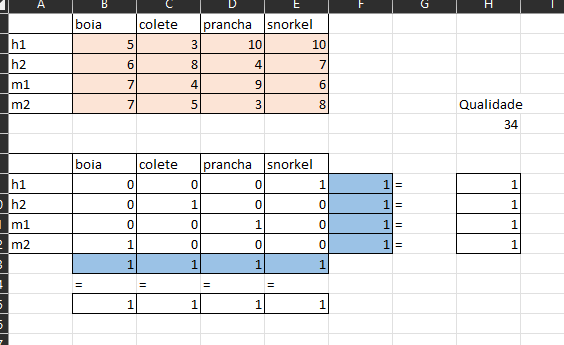 A B C D E F G H I
boia colete prancha snorkel
h1 5 3 10 10
h2 6 8 4 7
m1 7 4 9 6
m2 7 5 3 8 Qualidade
34
boia colete prancha snorkel
h1 0 0 0 1 1 = 1
h2 0 1 0 0 1 = 1
m1 0 0 1 0 1 = 1
m2 1 0 0 0 1 = 1
1 1 1 1
= = = =
1 1 1 1